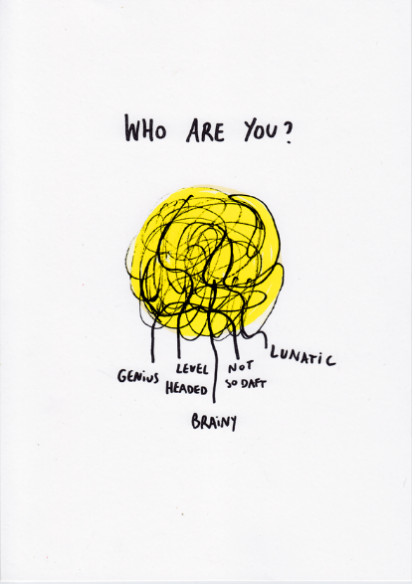 WHO ARE YOU?
GENiUS
LEVEL
HEADED
BRAiNY
NOT
SO DAFT
LUNATiC